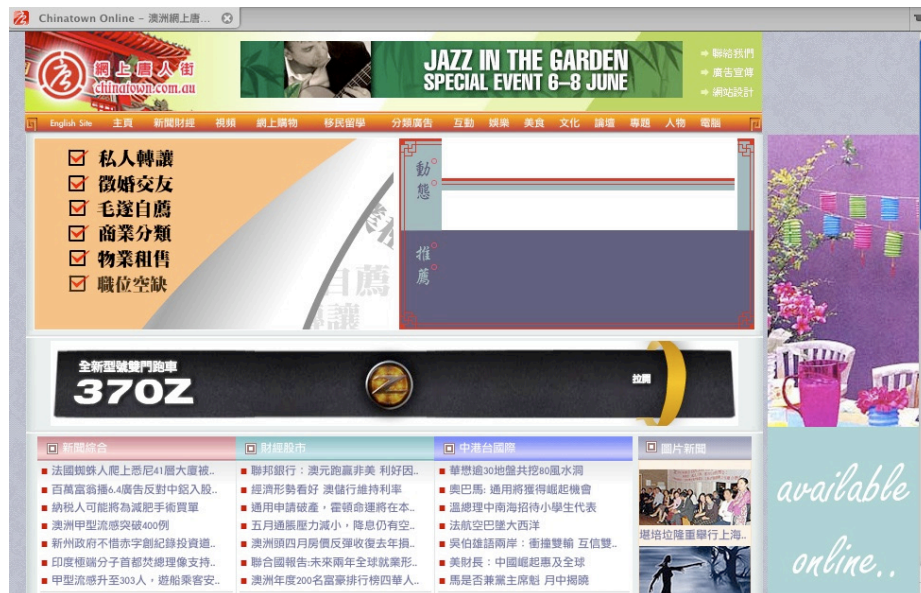 Chinatown Online - 澳洲網上唐...
網上唐人街
chinatown.com.au
JAZZ IN THE GARDEN
SPECIAL EVENT 6-8 JUNE
聯絡我們
廣告宣傳
網站設計
English Site 主頁 新聞財經 視頻 網上購物 移民留學 分類廣告 互動 娛樂 美食 文化 論壇 專題 人物 電腦
私人轉讓
徵婚交友
毛遂自薦
商業分類
物業租售
職位空缺
動態
推薦
全新型號雙門跑車
370Z
拉開
新聞綜合
法國蜘蛛人爬上悉尼41層大廈被..
百萬富翁播6.4廣告反對中鋁入股..
納稅人可能將為減肥手術買單
澳洲甲型流感突破400例
新州政府不惜赤字創紀錄投資道..
印度極端分子首都焚總理像支持..
甲型流感升至303人，遊船乘客安..
財經股市
聯邦銀行：澳元跑贏非美 利好因..
經濟形勢看好 澳儲行維持利率
通用申請破產，霍頓命運將在本..
五月通脹壓力減小，降息仍有空..
澳洲頭四月房價反彈收復去年損..
聯合國報告:未來兩年全球就業形..
澳洲年度200名富豪排行榜四華人..
中港台國際
華懋逾30地盤共挖80風水洞
奧巴馬: 通用將獲得崛起機會
溫總理中南海招待小學生代表
法航空巴墜大西洋
吳伯雄語兩岸：衝撞雙輸 互信雙..
美財長：中國崛起惠及全球
馬是否兼黨主席魁 月中揭曉
圖片新聞
堪培垃隆重舉行上海..
available
online..